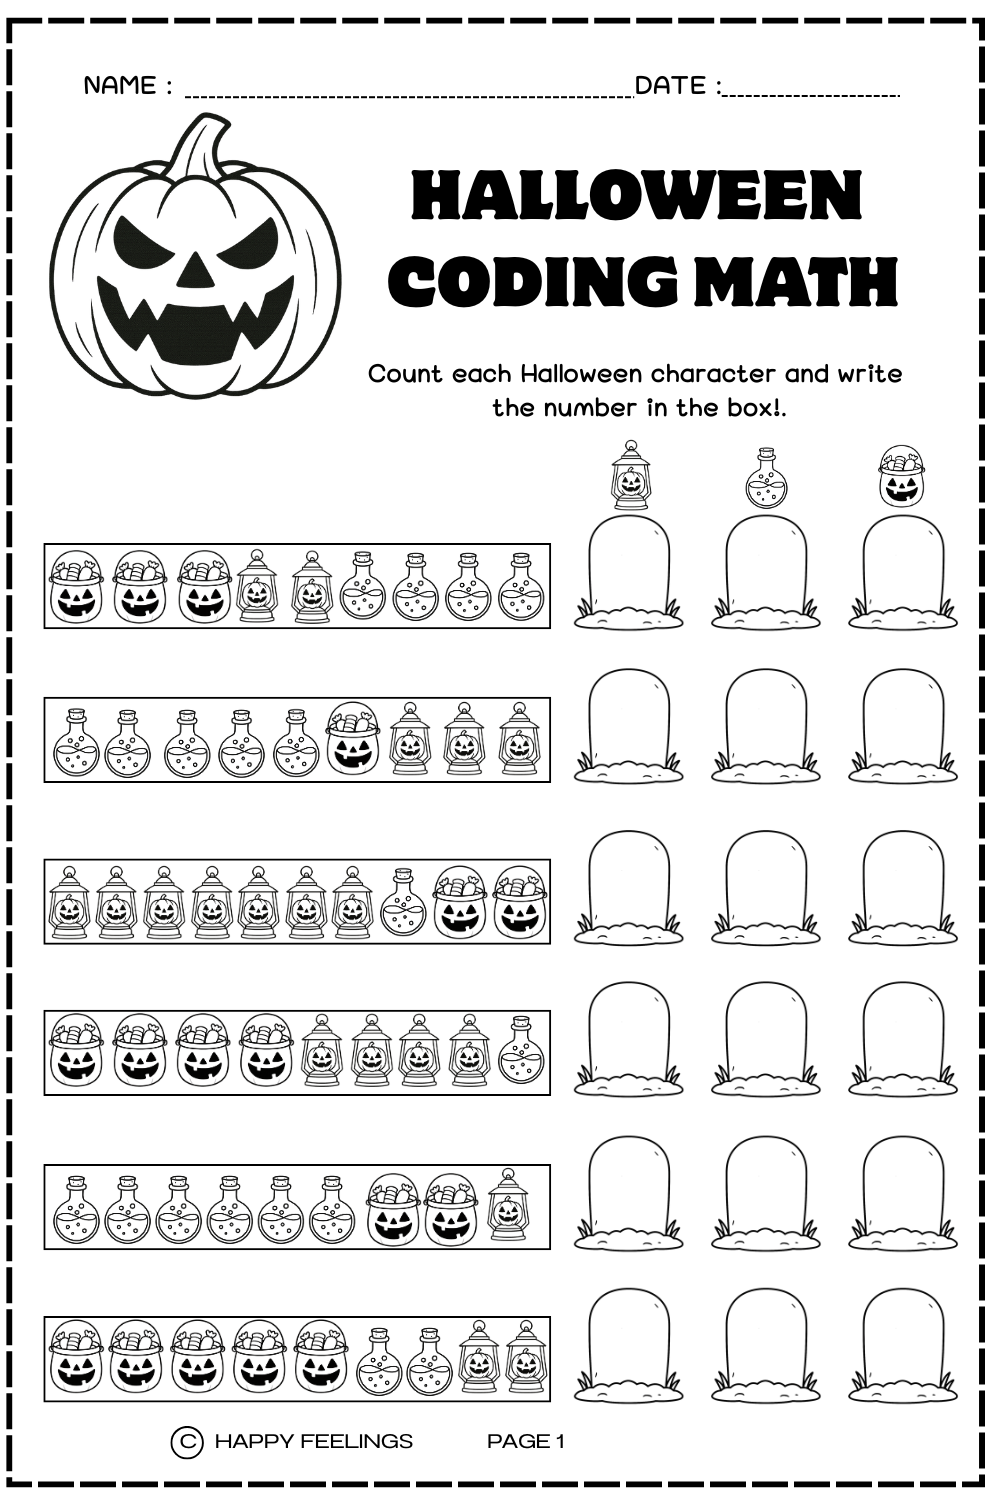 NAME : DATE :
HALLOWEEN
CODING MATH
Count each Halloween character and write
the number in the box!.
© HAPPY FEELINGS PAGE 1